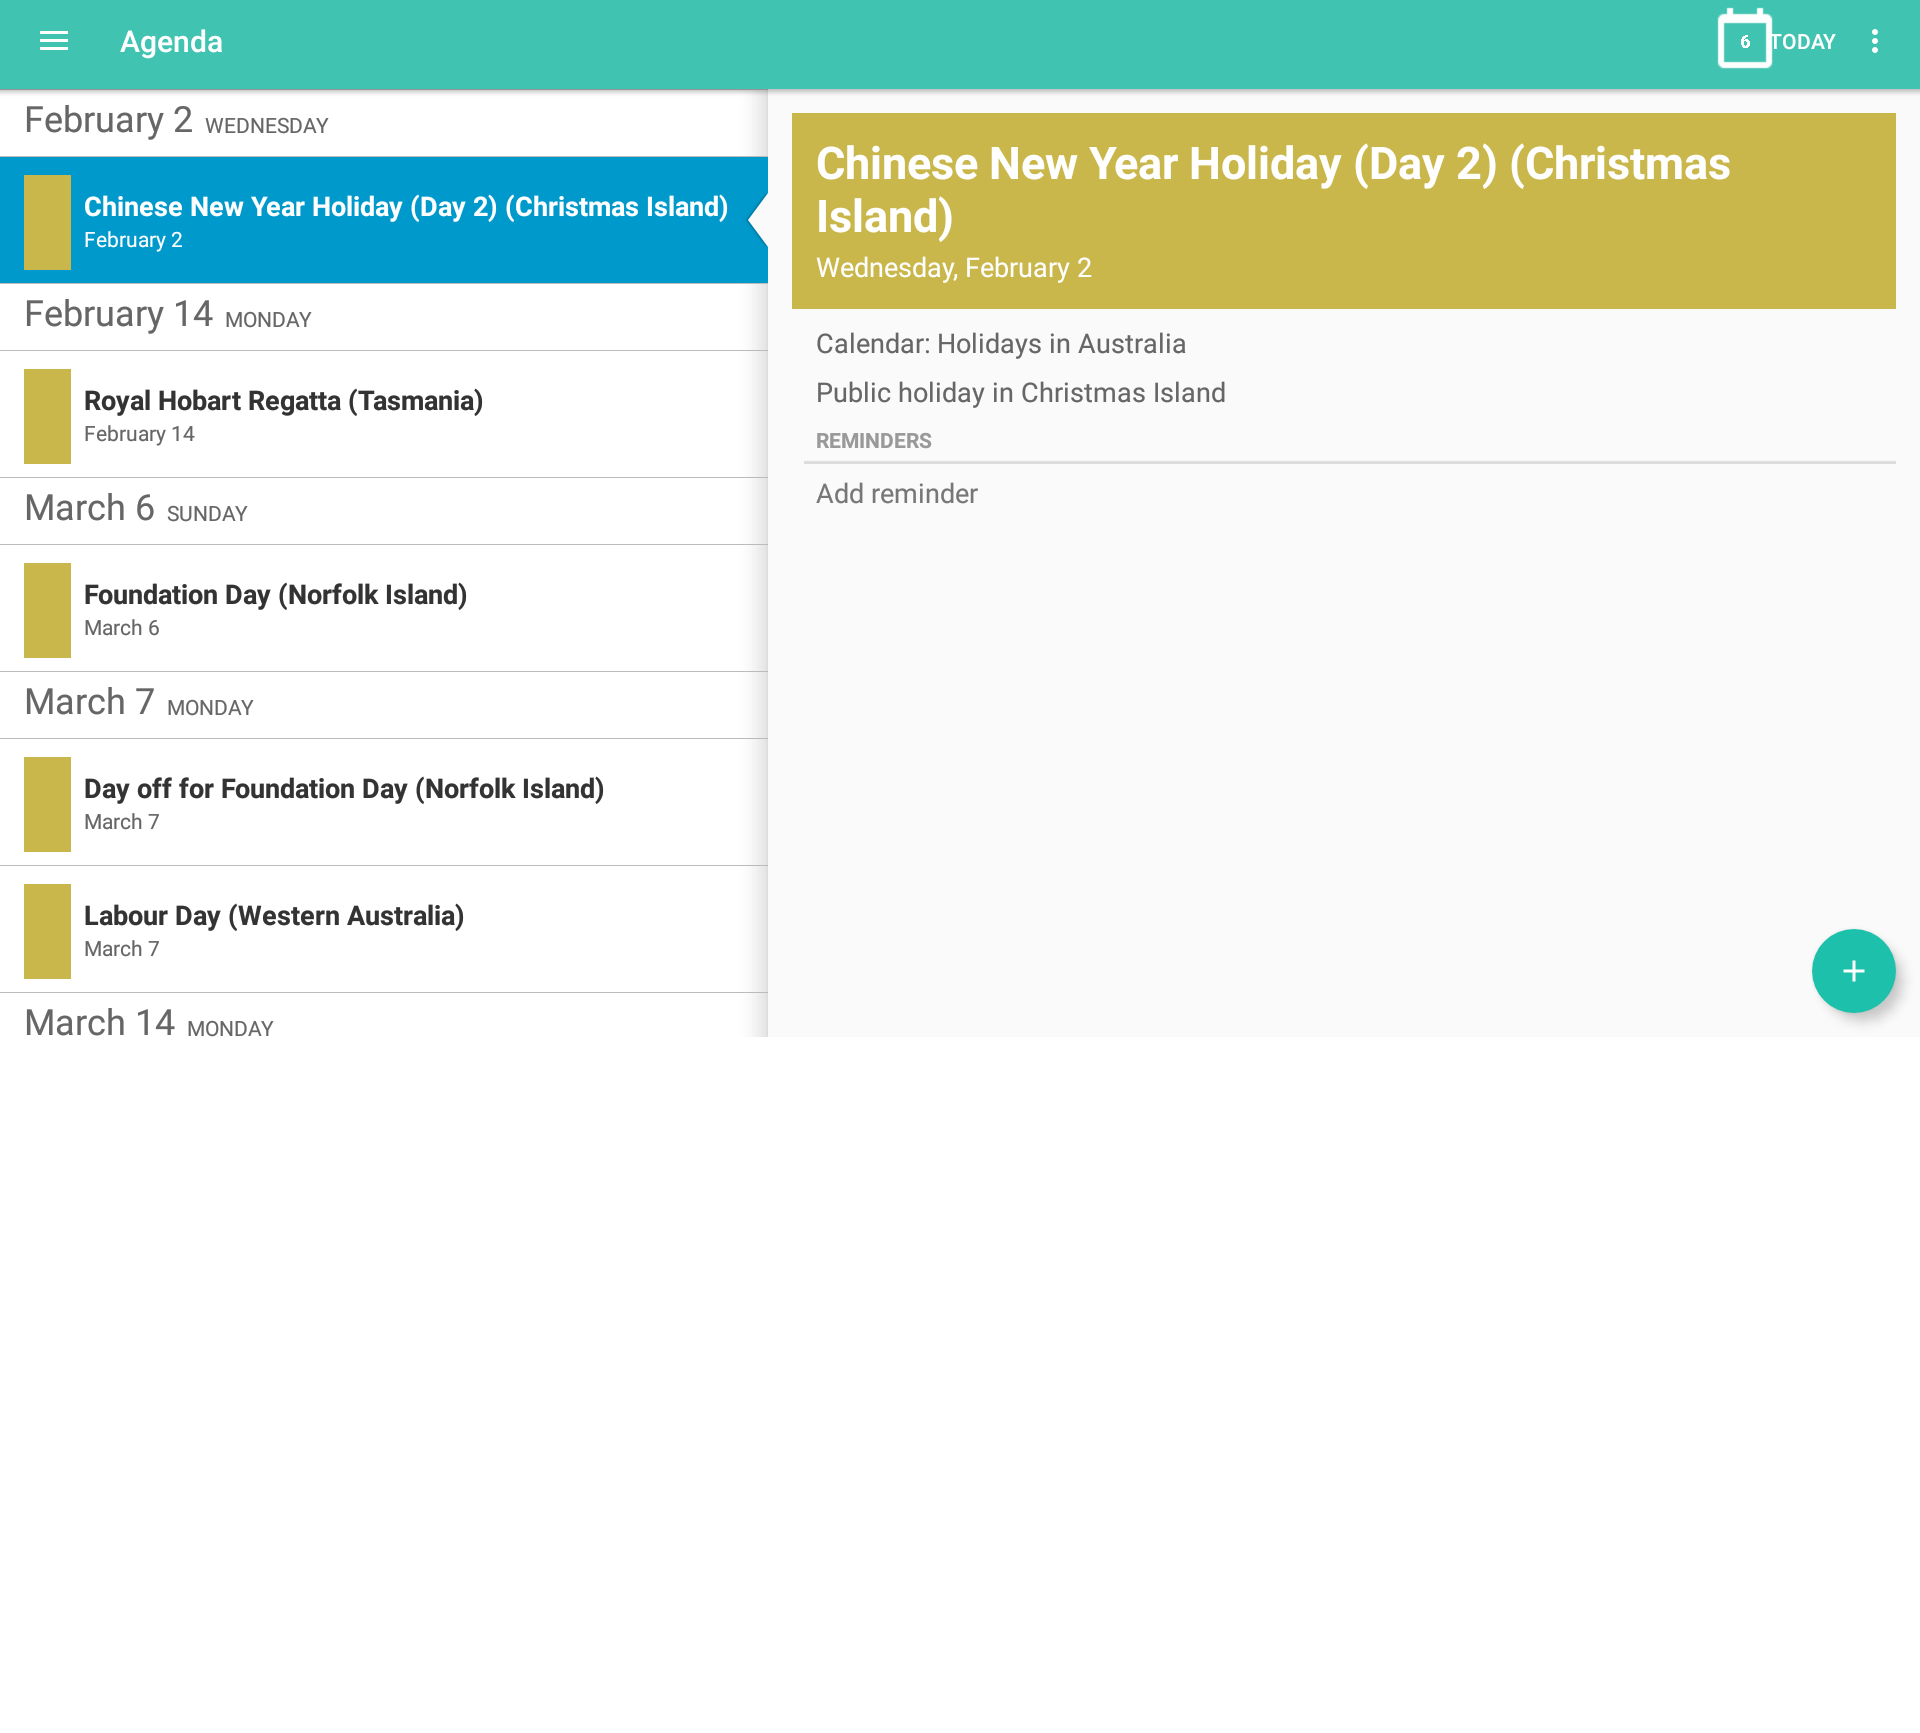 Agenda
6 TODAY
February 2 WEDNESDAY
Chinese New Year Holiday (Day 2) (Christmas Island)
February 2
February 14 MONDAY
Royal Hobart Regatta (Tasmania)
February 14
March 6 SUNDAY
Foundation Day (Norfolk Island)
March 6
March 7 MONDAY
Day off for Foundation Day (Norfolk Island)
March 7
Labour Day (Western Australia)
March 7
March 14 MONDAY
Chinese New Year Holiday (Day 2) (Christmas
Island)
Wednesday, February 2
Calendar: Holidays in Australia
Public holiday in Christmas Island
REMINDERS
Add reminder